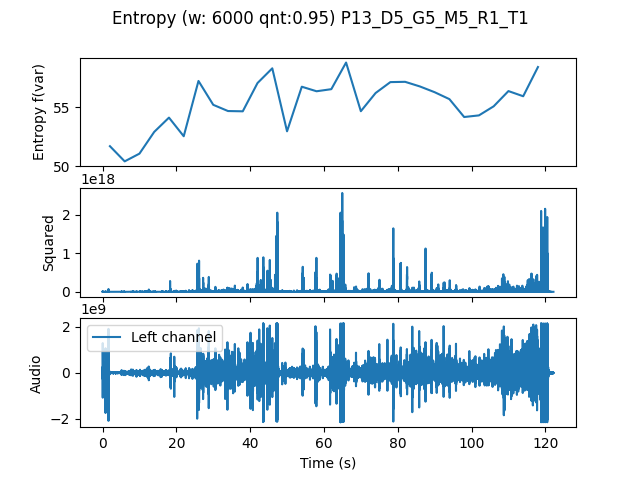 Entropy (w: 6000 qnt:0.95) P13_D5_G5_M5_R1_T1
Entropy f(var)
55
50
1e18
Squared
2
1
0
1e9
Audio
2
0
−2
Left channel
0
20
40
60
80
100
120
Time (s)